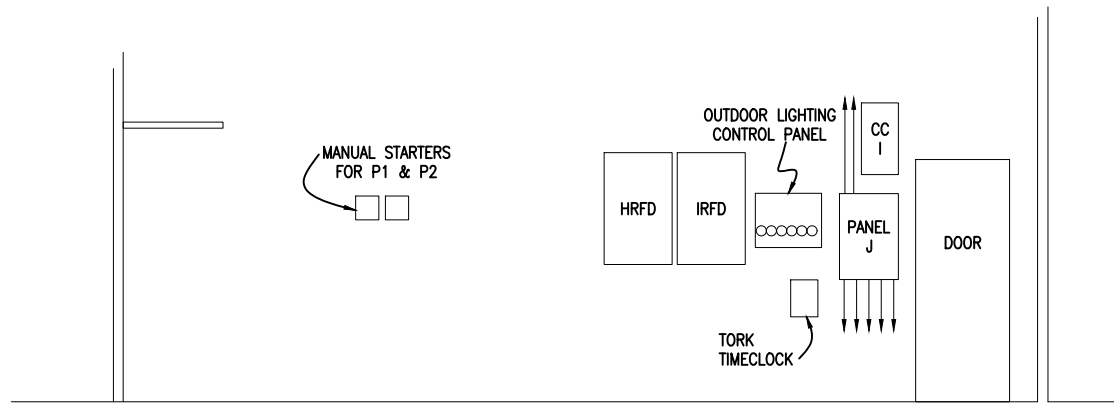 OUTDOOR LIGHTING
CONTROL PANEL
CC
I
MANUAL STARTERS
FOR P1 & P2
HRFD
IRFD
PANEL
J
DOOR
TORK
TIMECLOCK